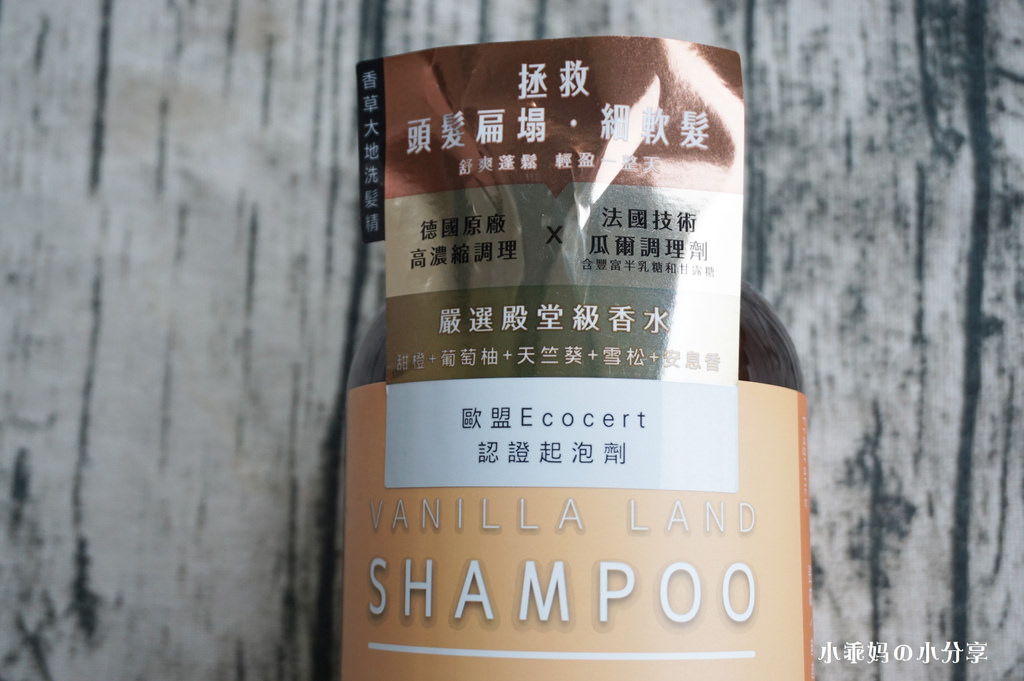 香草大地洗髮精
拯救
頭髮扁塌・細軟髮
舒爽蓬鬆 輕盈一整天
德國原廠
高濃縮調理
X
法國技術
瓜爾調理劑
含豐富半乳糖和甘露糖
嚴選殿堂級香水
甜橙+葡萄柚+天竺葵+雪松+安息香
歐盟Ecocert
認證起泡劑
VANILLA LAND
SHAMPOO
小乖妈の小分享